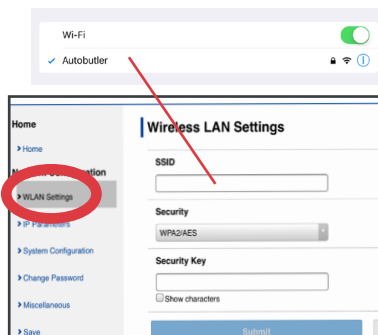 Wi-Fi
Autobutler
Home
Home
WLAN Settings
IP Parameters
System Configuration
Change Password
Miscellaneous
Save
Wireless LAN Settings
SSID
Security
WPA2/AES
Security Key
Show characters
Submit